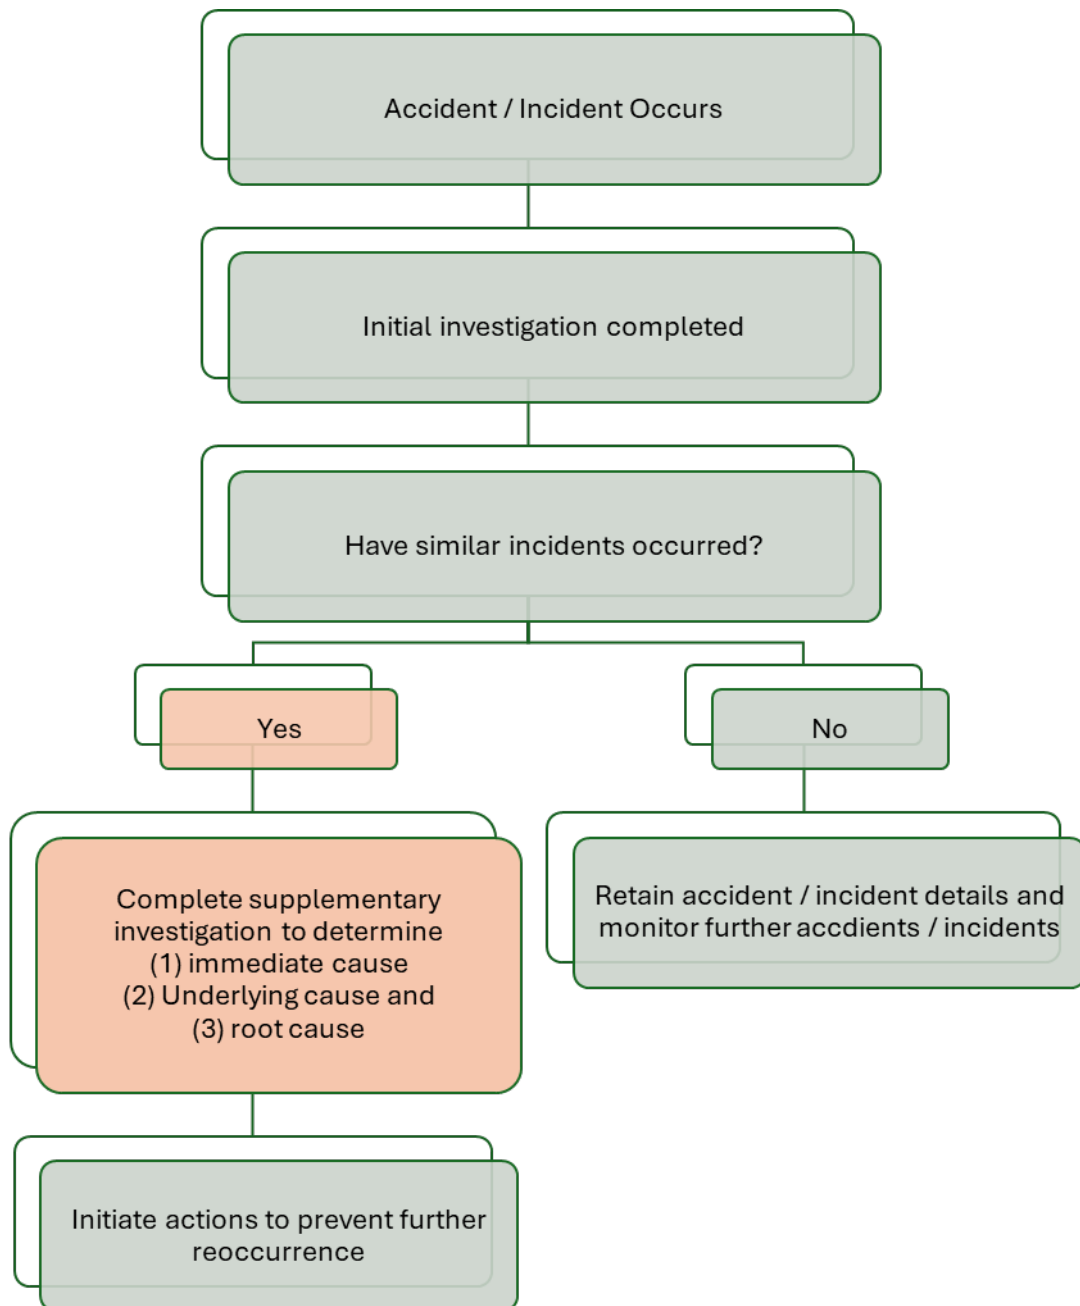 Accident / Incident Occurs
Initial investigation completed
Have similar incidents occurred?
Yes
No
Complete supplementary
investigation to determine
(1) immediate cause
(2) Underlying cause and
(3) root cause
Retain accident / incident details and
monitor further accdients / incidents
Initiate actions to prevent further
reoccurrence